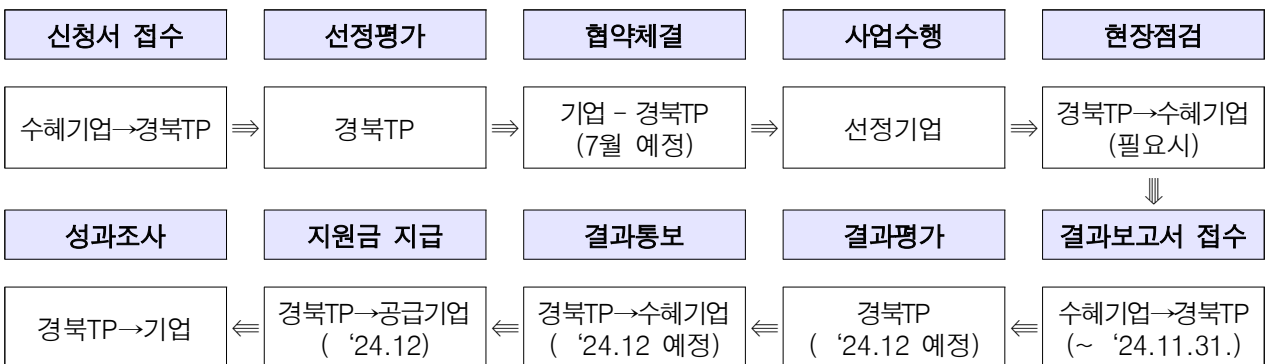 신청서 접수
선정평가
협약체결
사업수행
현장점검
수혜기업→경북TP
⇛
경북TP
⇛
기업 – 경북TP
(7월 예정)
⇛
선정기업
⇛
경북TP→수혜기업
(필요시)
⤋
성과조사
지원금 지급
결과통보
결과평가
결과보고서 접수
경북TP→기업
⇚
경북TP→공급기업
( ‘24.12)
⇚
경북TP→수혜기업
( ‘24.12 예정)
⇚
경북TP
( ‘24.12 예정)
⇚
수혜기업→경북TP
(~ ‘24.11.31.)